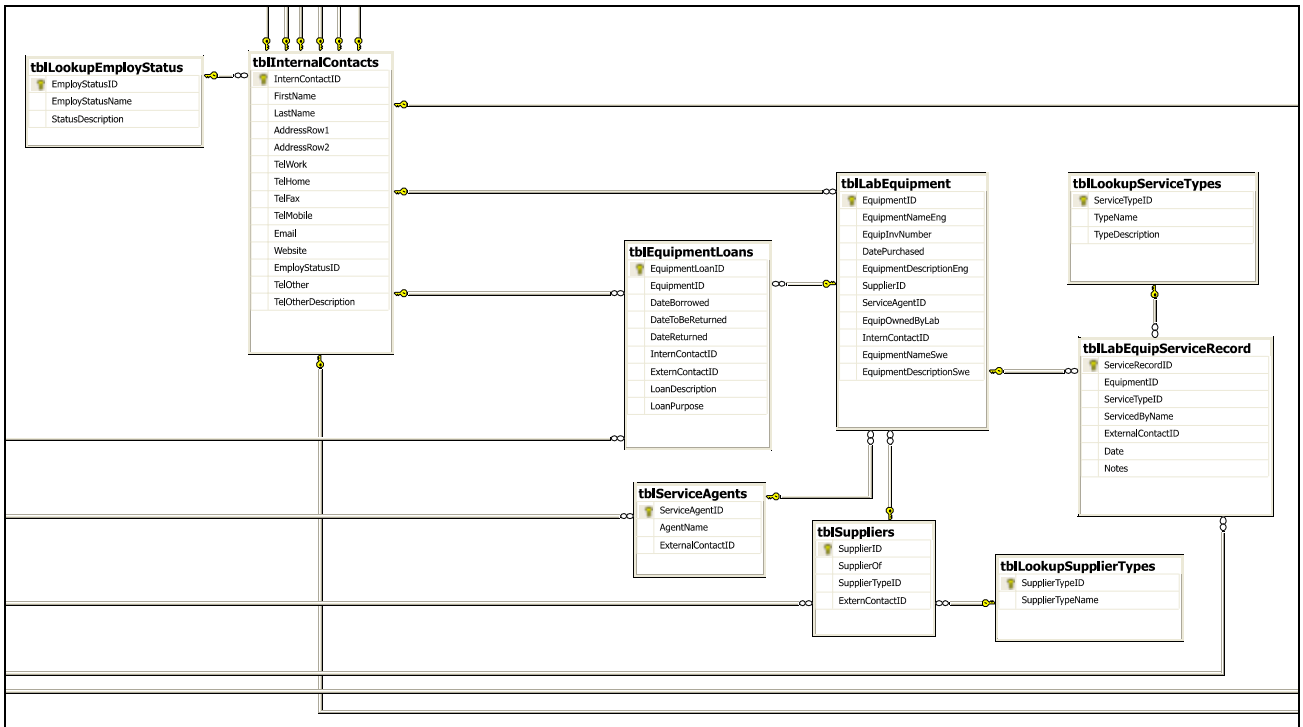 tblLookupEmployStatus
EmployStatusID
EmployStatusName
StatusDescription
tblInternalContacts
InternContactID
FirstName
LastName
AddressRow1
AddressRow2
TelWork
TelHome
TelFax
TelMobile
Email
Website
EmployStatusID
TelOther
TelOtherDescription
tblEquipmentLoans
EquipmentLoanID
EquipmentID
DateBorrowed
DateToBeReturned
DateReturned
InternContactID
ExternContactID
LoanDescription
LoanPurpose
tblLabEquipment
EquipmentID
EquipmentNameEng
EquipInvNumber
DatePurchased
EquipmentDescriptionEng
SupplierID
ServiceAgentID
EquipOwnedByLab
InternContactID
EquipmentNameSwe
EquipmentDescriptionSwe
tblLookupServiceTypes
ServiceTypeID
TypeName
TypeDescription
tblLabEquipServiceRecord
ServiceRecordID
EquipmentID
ServiceTypeID
ServicedByName
ExternalContactID
Date
Notes
tblServiceAgents
ServiceAgentID
AgentName
ExternalContactID
tblSuppliers
SupplierID
SupplierOf
SupplierTypeID
ExternContactID
tblLookupSupplierTypes
SupplierTypeID
SupplierTypeName